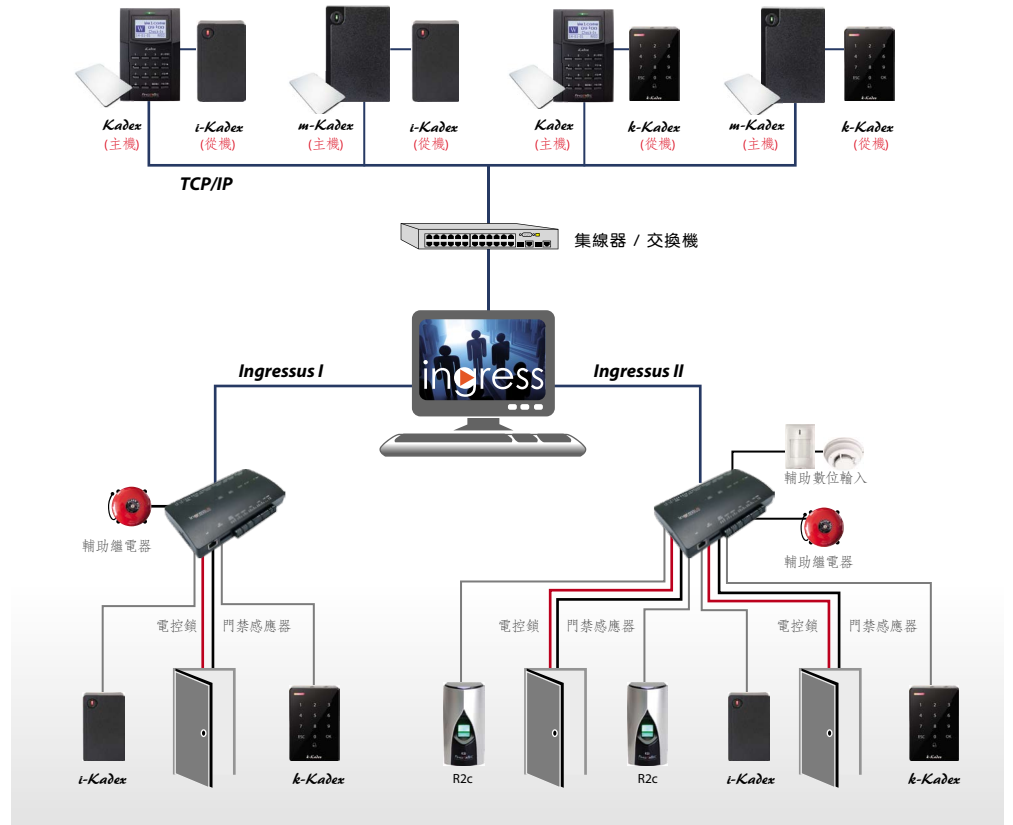 Kadex
i-Kadex
m-Kadex
i-Kadex
Kadex
k-Kadex
m-Kadex
k-Kadex
(主機)
(從機)
(主機)
(從機)
(主機)
(從機)
(主機)
(從機)
TCP/IP
集線器 / 交換機
Ingressus I
Ingressus II
ingress
輔助數位輸入
輔助繼電器
輔助繼電器
電控鎖
門禁感應器
電控鎖
門禁感應器
電控鎖
門禁感應器
i-Kadex
k-Kadex
R2c
R2c
i-Kadex
k-Kadex